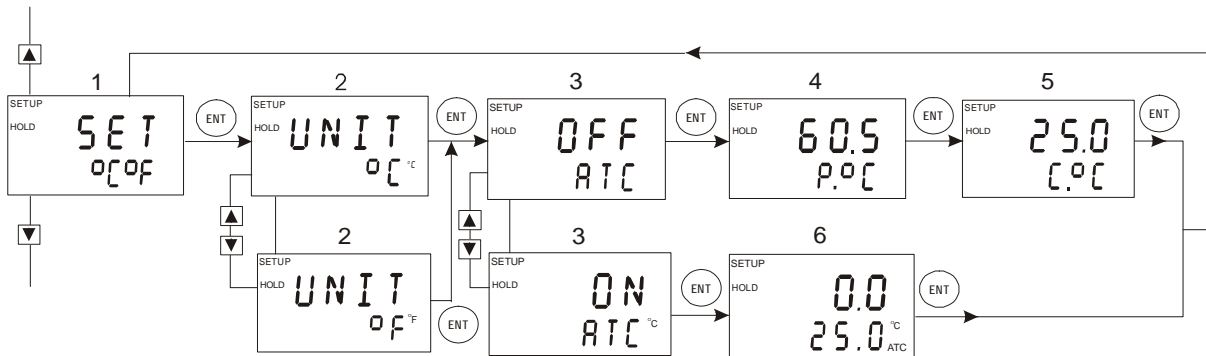 1
SETUP
HOLD
SET
°C°F
ENT
2
SETUP
HOLD
UNIT
°C °C
ENT
3
SETUP
HOLD
OFF
ATC
ENT
4
SETUP
HOLD
60.5
P.°C
ENT
5
SETUP
HOLD
25.0
C.°C
ENT
2
SETUP
HOLD
UNIT
°F °F
ENT
3
SETUP
HOLD
ON
ATC °C
ENT
6
SETUP
HOLD
0.0
25.0 °C
ATC
ENT